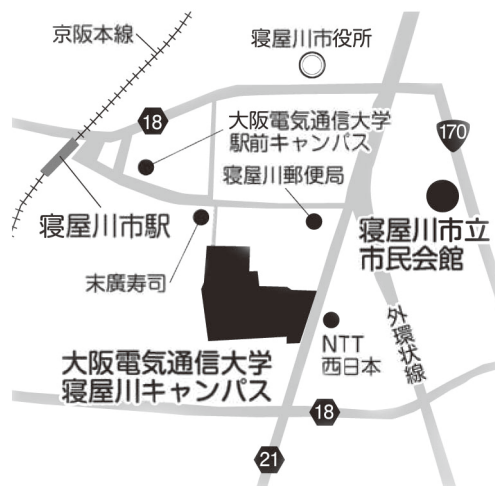 京阪本線
寝屋川市役所
18
大阪電気通信大学
駅前キャンパス
170
寝屋川郵便局
寝屋川市駅
寝屋川市立
市民会館
末廣寿司
NTT
西日本
外環状線
大阪電気通信大学
寝屋川キャンパス
18
21